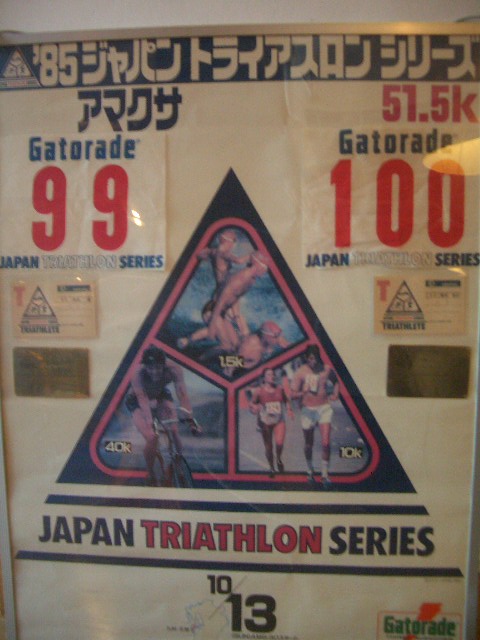 '85ジャパン トライアスロン シリーズ
アマクサ
51.5k
Gatorade
99
JAPAN TRIATHLON SERIES
Gatorade
100
JAPAN TRIATHLON SERIES
T
TRIATHLETE
T
TRIATHLETE
1.5k
40k
10k
JAPAN TRIATHLON SERIES
10/13
Gatorade